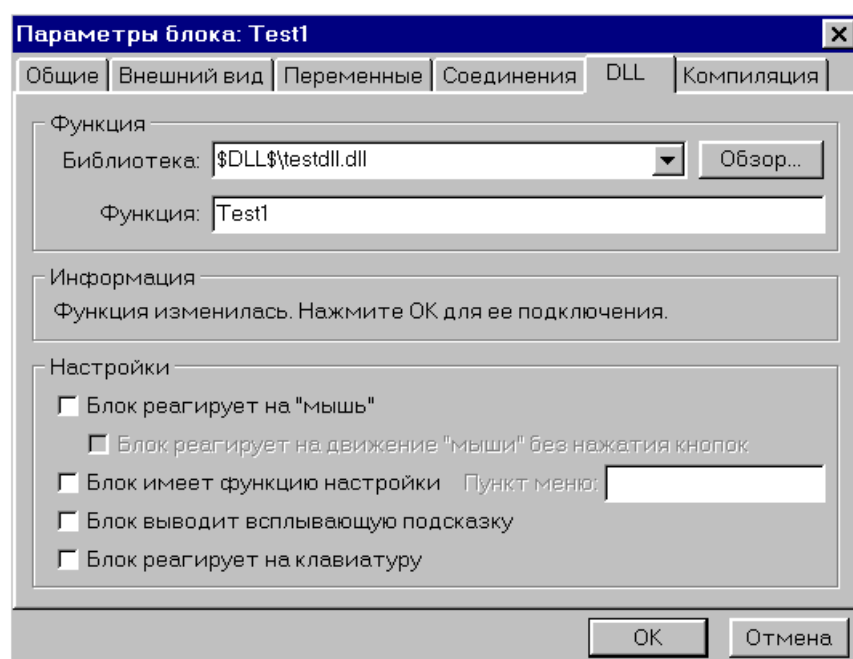 Параметры блока: Test1
Общие Внешний вид Переменные Соединения DLL Компиляция
Функция
Библиотека: $DLL$\testdll.dll Обзор...
Функция: Test1
Информация
Функция изменилась. Нажмите OK для ее подключения.
Настройки
Блок реагирует на "мышь"
Блок реагирует на движение "мыши" без нажатия кнопок
Блок имеет функцию настройки Пункт меню:
Блок выводит всплывающую подсказку
Блок реагирует на клавиатуру
OK Отмена